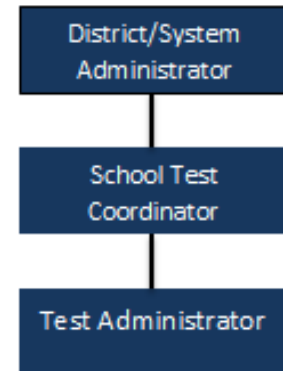 District/System
Administrator
School Test
Coordinator
Test Administrator